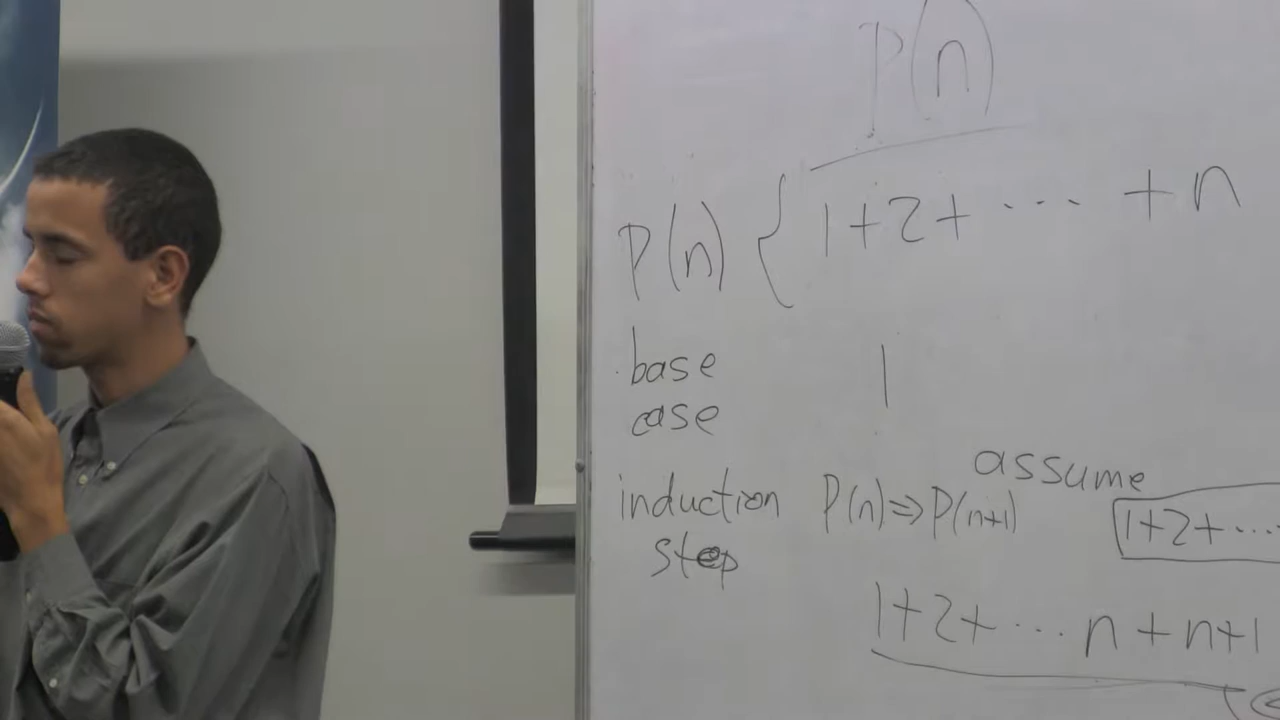 P(n)
P(n) { 1+2+ ... +n
base 1
case
assume
induction P(n)⇒P(n+1) 1+2+...
step
1+2+...n+n+1